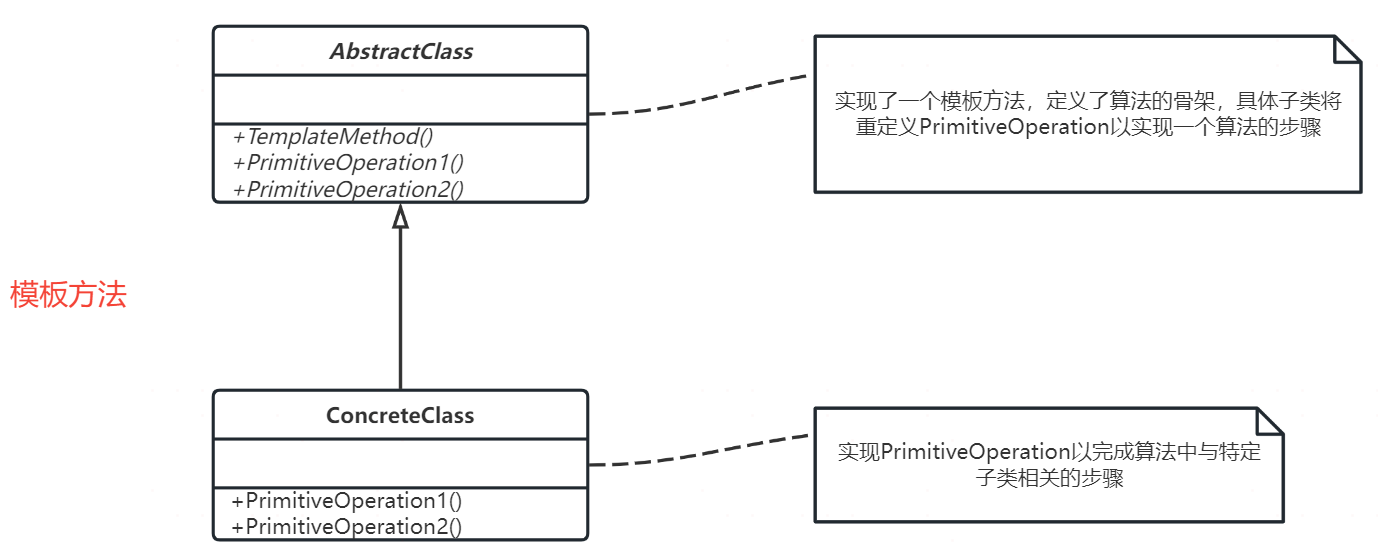 AbstractClass
+TemplateMethod()
+PrimitiveOperation1()
+PrimitiveOperation2()
实现了一个模板方法，定义了算法的骨架，具体子类将
重定义PrimitiveOperation以实现一个算法的步骤
模板方法
ConcreteClass
+PrimitiveOperation1()
+PrimitiveOperation2()
实现PrimitiveOperation以完成算法中与特定
子类相关的步骤